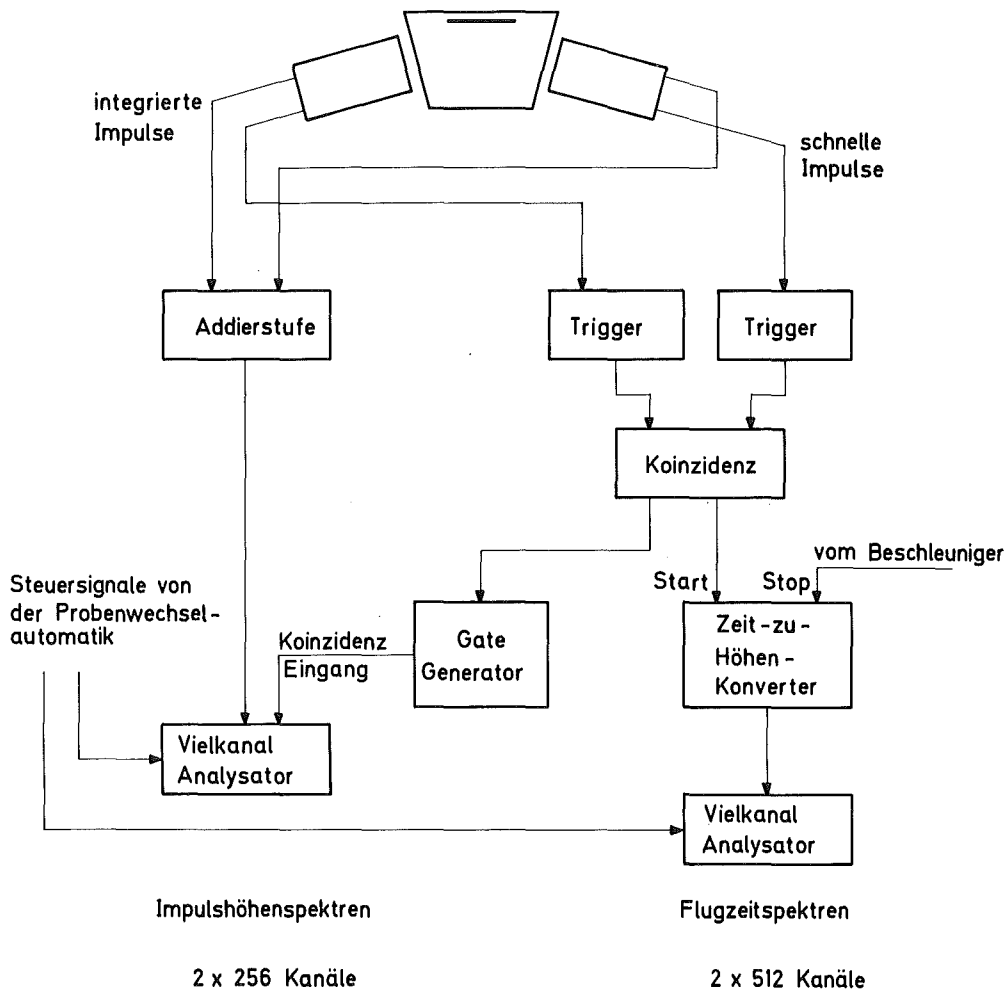 integrierte
Impulse
schnelle
Impulse
Addierstufe
Trigger
Trigger
Koinzidenz
vom Beschleuniger
Start
Stop
Steuersignale von
der Probenwechsel-
automatik
Koinzidenz
Eingang
Gate
Generator
Zeit-zu-
Höhen-
Konverter
Vielkanal
Analysator
Vielkanal
Analysator
Impulshöhenspektren
Flugzeitspektren
2 x 256 Kanäle
2 x 512 Kanäle